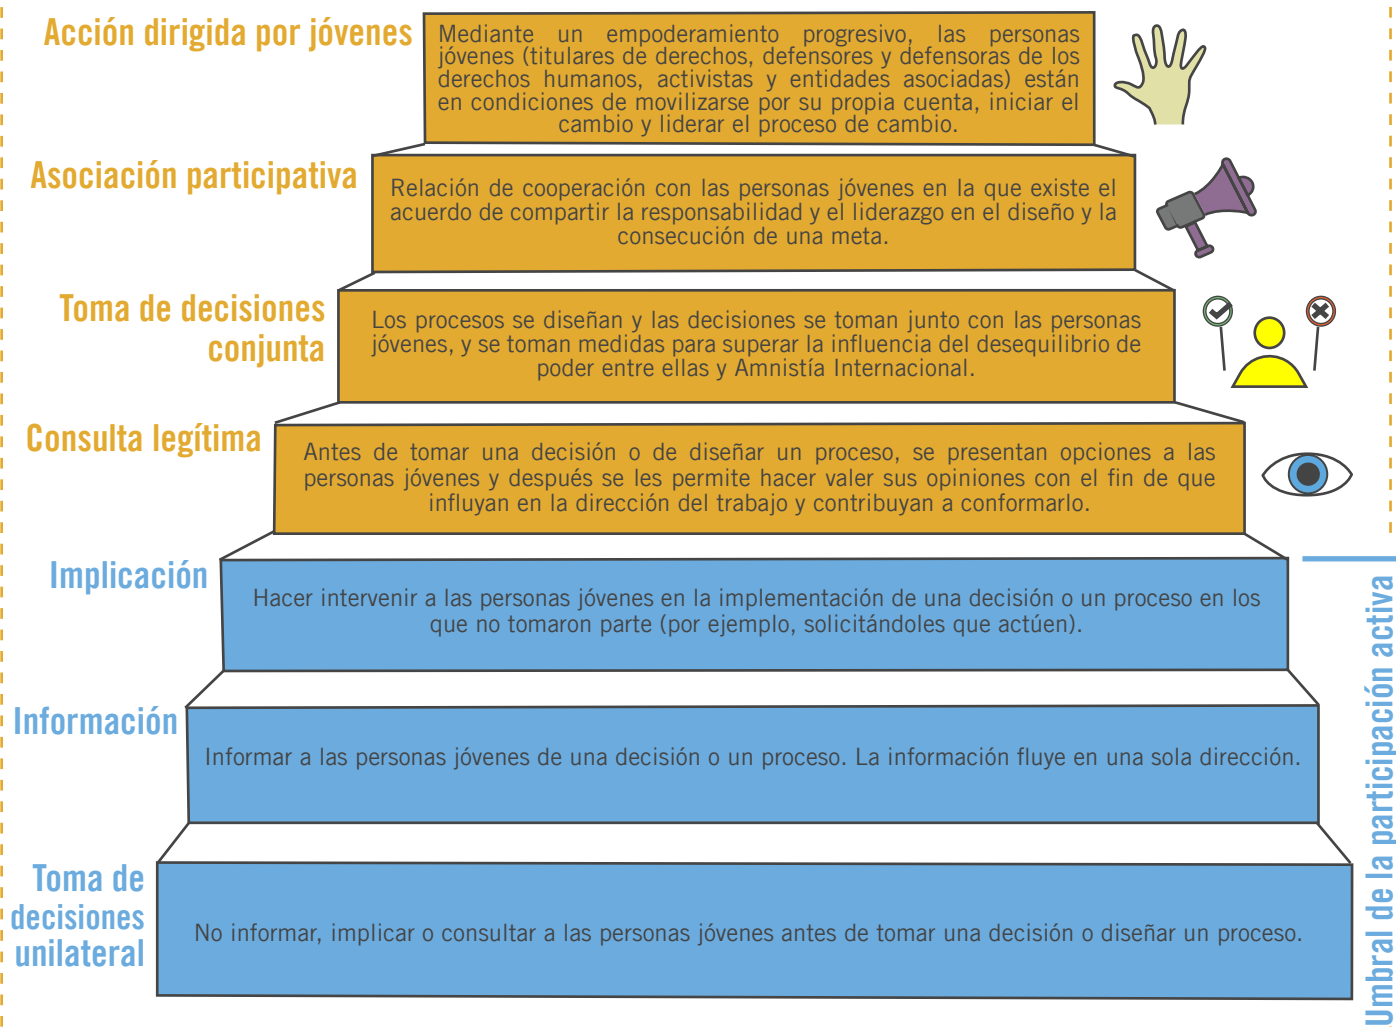 Acción dirigida por jóvenes
Mediante un empoderamiento progresivo, las personas
jóvenes (titulares de derechos, defensores y defensoras de los
derechos humanos, activistas y entidades asociadas) están
en condiciones de movilizarse por su propia cuenta, iniciar el
cambio y liderar el proceso de cambio.
Asociación participativa
Relación de cooperación con las personas jóvenes en la que existe el
acuerdo de compartir la responsabilidad y el liderazgo en el diseño y la
consecución de una meta.
Toma de decisiones
conjunta
Los procesos se diseñan y las decisiones se toman junto con las personas
jóvenes, y se toman medidas para superar la influencia del desequilibrio de
poder entre ellas y Amnistía Internacional.
Consulta legítima
Antes de tomar una decisión o de diseñar un proceso, se presentan opciones a las
personas jóvenes y después se les permite hacer valer sus opiniones con el fin de que
influyan en la dirección del trabajo y contribuyan a conformarlo.
Implicación
Hacer intervenir a las personas jóvenes en la implementación de una decisión o un proceso en los
que no tomaron parte (por ejemplo, solicitándoles que actúen).
Información
Informar a las personas jóvenes de una decisión o un proceso. La información fluye en una sola dirección.
Toma de
decisiones
unilateral
No informar, implicar o consultar a las personas jóvenes antes de tomar una decisión o diseñar un proceso.
Umbral de la participación activa